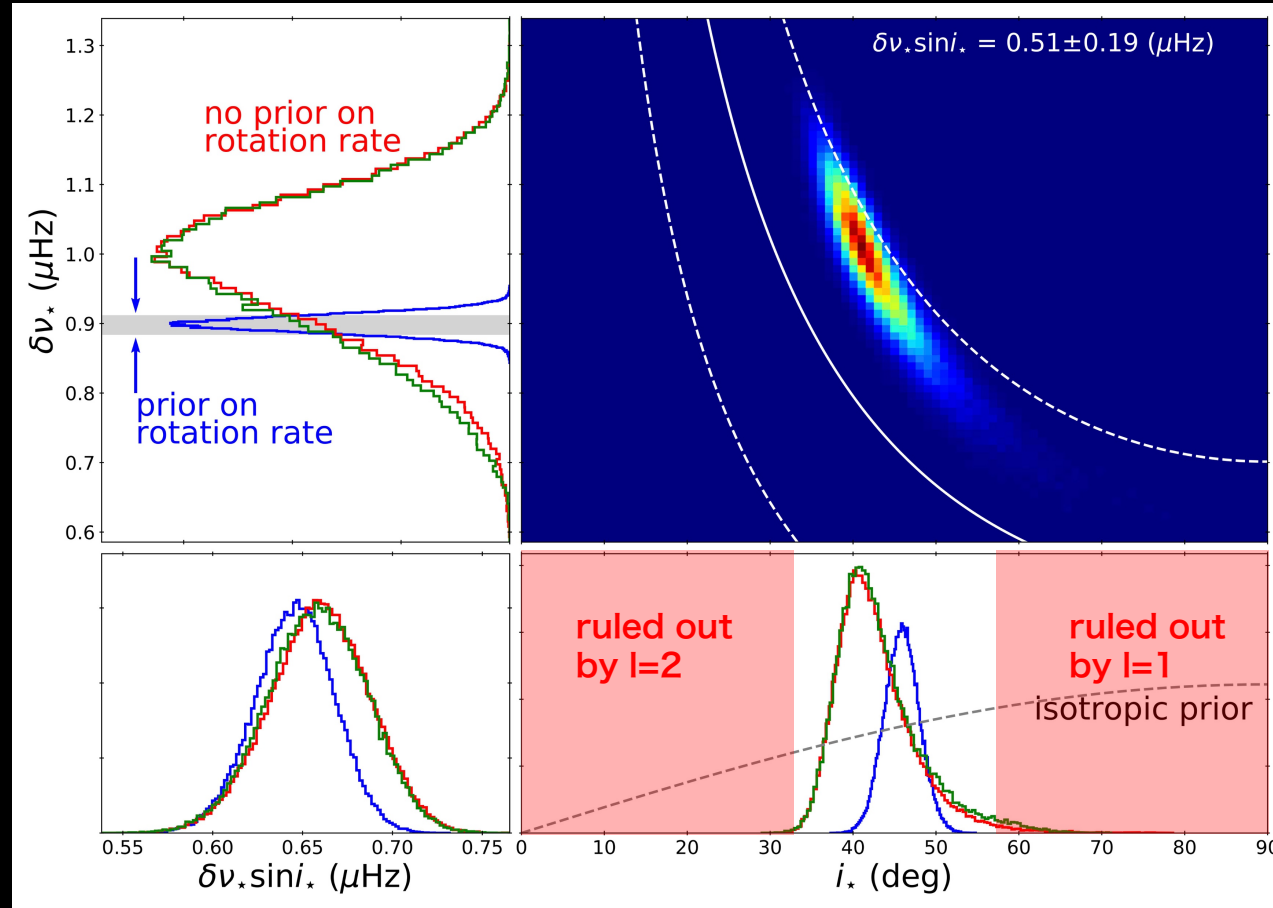 1.3
1.2
1.1
1.0
0.9
0.8
0.7
0.6
δν⋆ (μHz)
no prior on
rotation rate
prior on
rotation rate
δν⋆sini⋆ = 0.51±0.19 (μHz)
ruled out
by l=2
ruled out
by l=1
isotropic prior
0.55 0.60 0.65 0.70 0.75
δν⋆sini⋆ (μHz)
0 10 20 30 40 50 60 70 80 90
i⋆ (deg)